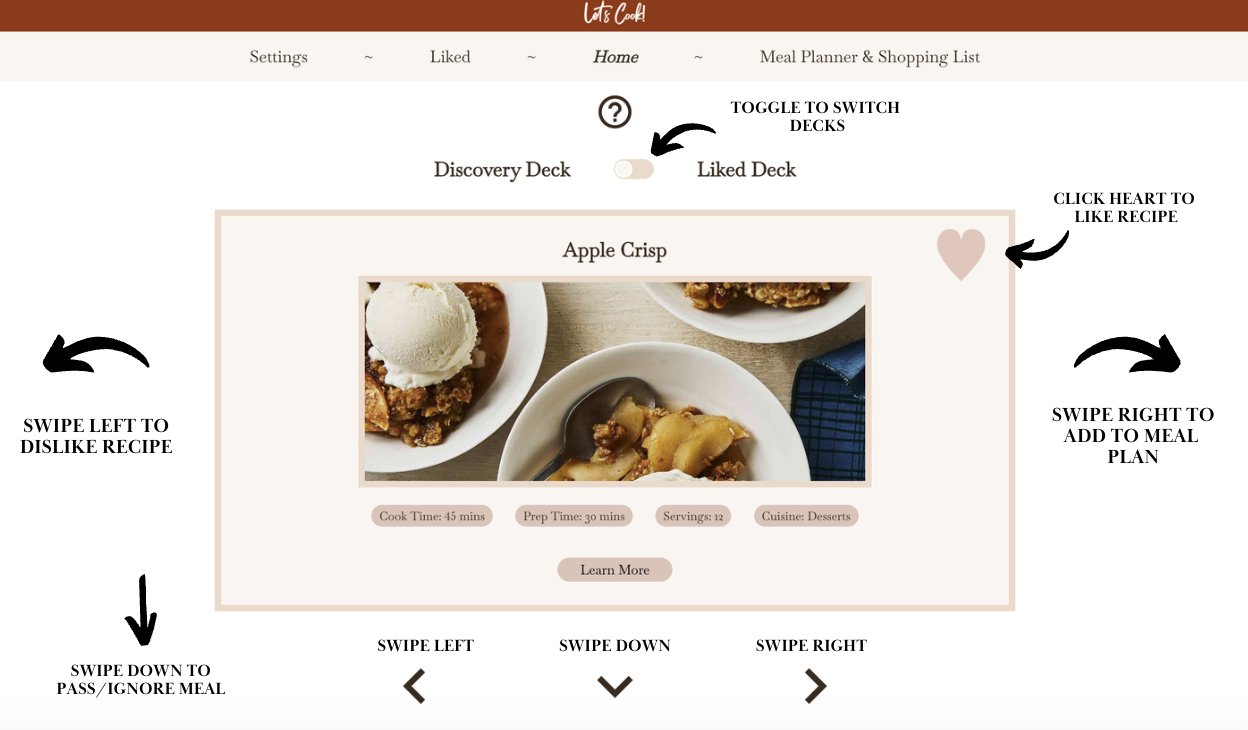 Let's Cook!
Settings ~ Liked ~ Home ~ Meal Planner & Shopping List
?
TOGGLE TO SWITCH
DECKS
Discovery Deck
Liked Deck
CLICK HEART TO
LIKE RECIPE
Apple Crisp
SWIPE LEFT TO
DISLIKE RECIPE
SWIPE RIGHT TO
ADD TO MEAL
PLAN
Cook Time: 45 mins
Prep Time: 30 mins
Servings: 12
Cuisine: Desserts
Learn More
SWIPE DOWN TO
PASS/IGNORE MEAL
SWIPE LEFT
SWIPE DOWN
SWIPE RIGHT